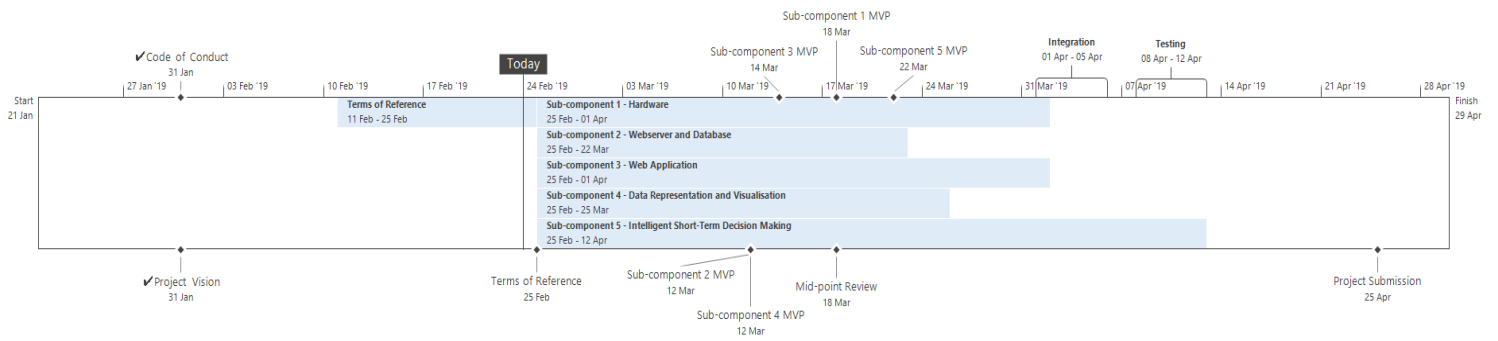 Sub-component 1 MVP
18 Mar
Sub-component 3 MVP
14 Mar
Sub-component 5 MVP
22 Mar
Integration
01 Apr - 05 Apr
Testing
08 Apr - 12 Apr
✔Code of Conduct
31 Jan
Today
27 Jan '19
03 Feb '19
10 Feb '19
17 Feb '19
24 Feb '19
03 Mar '19
10 Mar '19
17 Mar '19
24 Mar '19
31 Mar '19
07 Apr '19
14 Apr '19
21 Apr '19
28 Apr '19
Start
21 Jan
Finish
29 Apr
Terms of Reference
11 Feb - 25 Feb
Sub-component 1 - Hardware
25 Feb - 01 Apr
Sub-component 2 - Webserver and Database
25 Feb - 22 Mar
Sub-component 3 - Web Application
25 Feb - 01 Apr
Sub-component 4 - Data Representation and Visualisation
25 Feb - 25 Mar
Sub-component 5 - Intelligent Short-Term Decision Making
25 Feb - 12 Apr
✔Project Vision
31 Jan
Terms of Reference
25 Feb
Sub-component 2 MVP
12 Mar
Sub-component 4 MVP
12 Mar
Mid-point Review
18 Mar
Project Submission
25 Apr